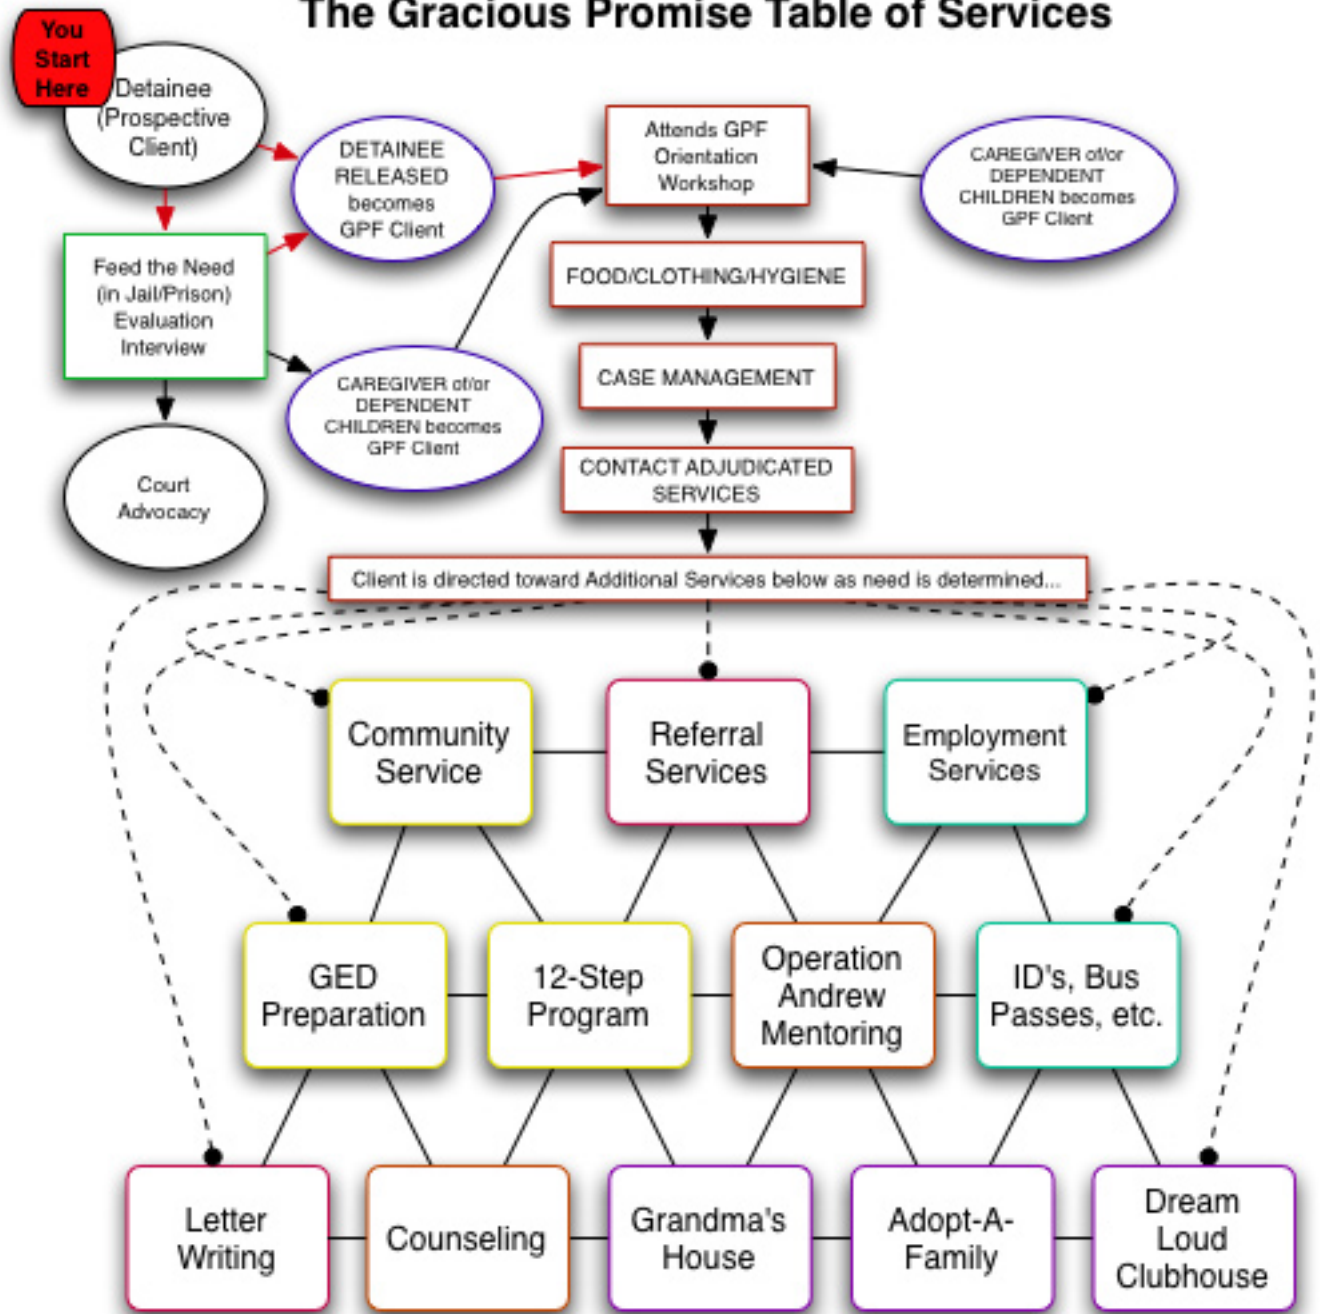 The Gracious Promise Table of Services
You
Start
Here
Detainee
(Prospective
Client)
DETAINEE
RELEASED
becomes
GPF Client
Attends GPF
Orientation
Workshop
CAREGIVER of/or
DEPENDENT
CHILDREN becomes
GPF Client
Feed the Need
(in Jail/Prison)
Evaluation
Interview
FOOD/CLOTHING/HYGIENE
CAREGIVER of/or
DEPENDENT
CHILDREN becomes
GPF Client
CASE MANAGEMENT
Court
Advocacy
CONTACT ADJUDICATED
SERVICES
Client is directed toward Additional Services below as need is determined...
Community
Service
Referral
Services
Employment
Services
GED
Preparation
12-Step
Program
Operation
Andrew
Mentoring
ID's, Bus
Passes, etc.
Letter
Writing
Counseling
Grandma's
House
Adopt-A-
Family
Dream
Loud
Clubhouse